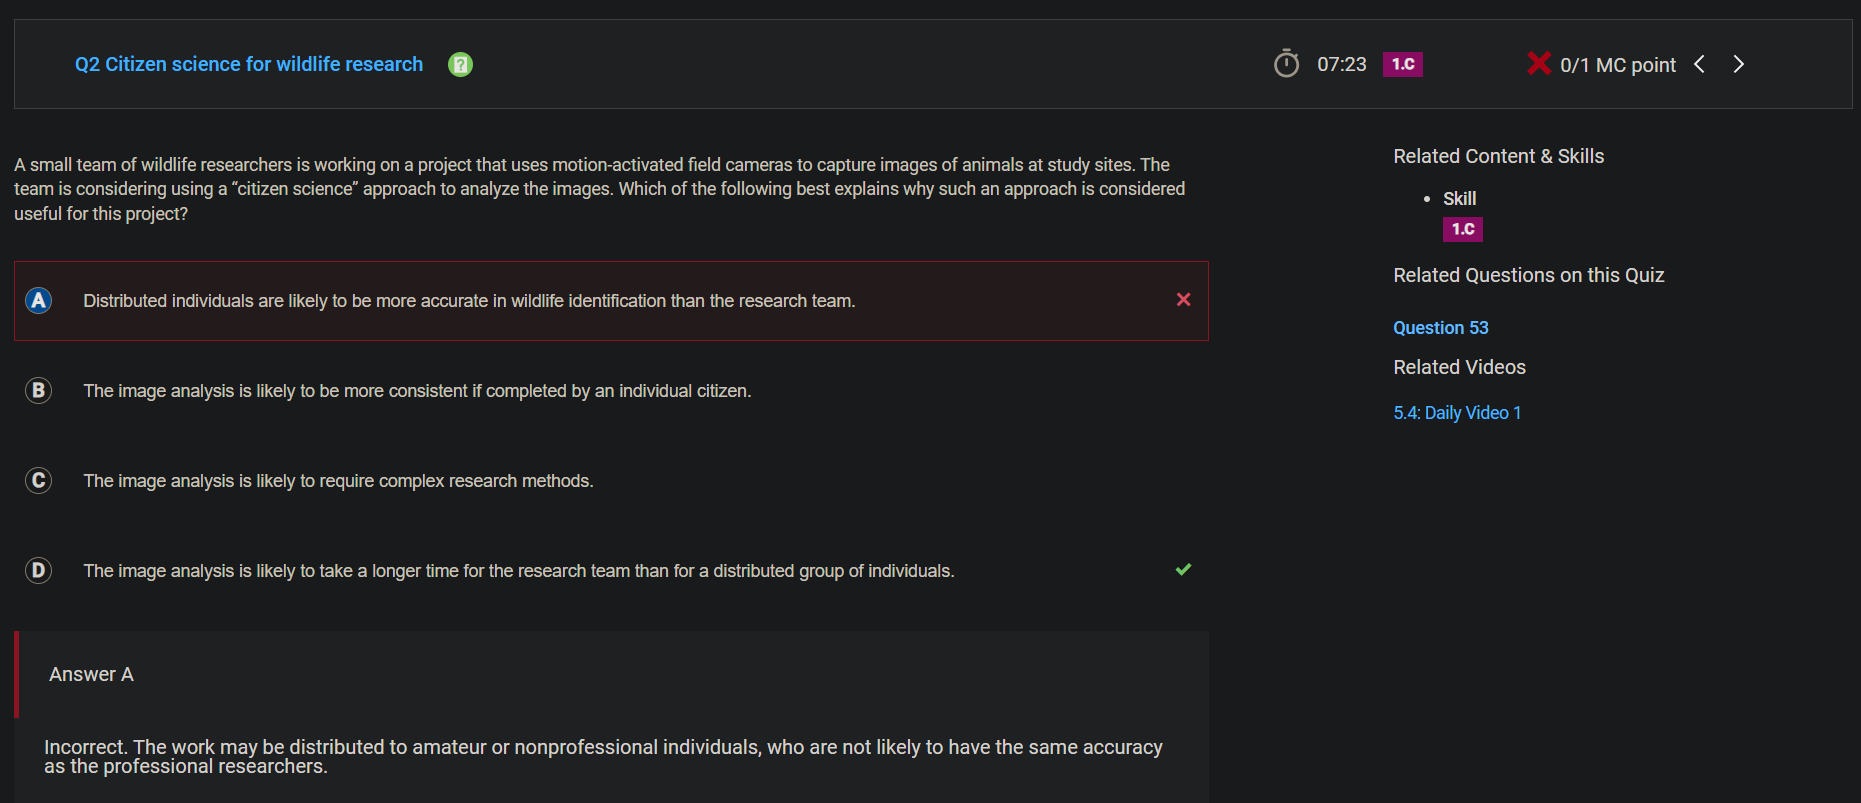 Q2 Citizen science for wildlife research ?
07:23 1.C
0/1 MC point
A small team of wildlife researchers is working on a project that uses motion-activated field cameras to capture images of animals at study sites. The
team is considering using a “citizen science” approach to analyze the images. Which of the following best explains why such an approach is considered
useful for this project?
A Distributed individuals are likely to be more accurate in wildlife identification than the research team.
B The image analysis is likely to be more consistent if completed by an individual citizen.
C The image analysis is likely to require complex research methods.
D The image analysis is likely to take a longer time for the research team than for a distributed group of individuals.
Answer A
Incorrect. The work may be distributed to amateur or nonprofessional individuals, who are not likely to have the same accuracy
as the professional researchers.
Related Content & Skills
• Skill
1.C
Related Questions on this Quiz
Question 53
Related Videos
5.4: Daily Video 1